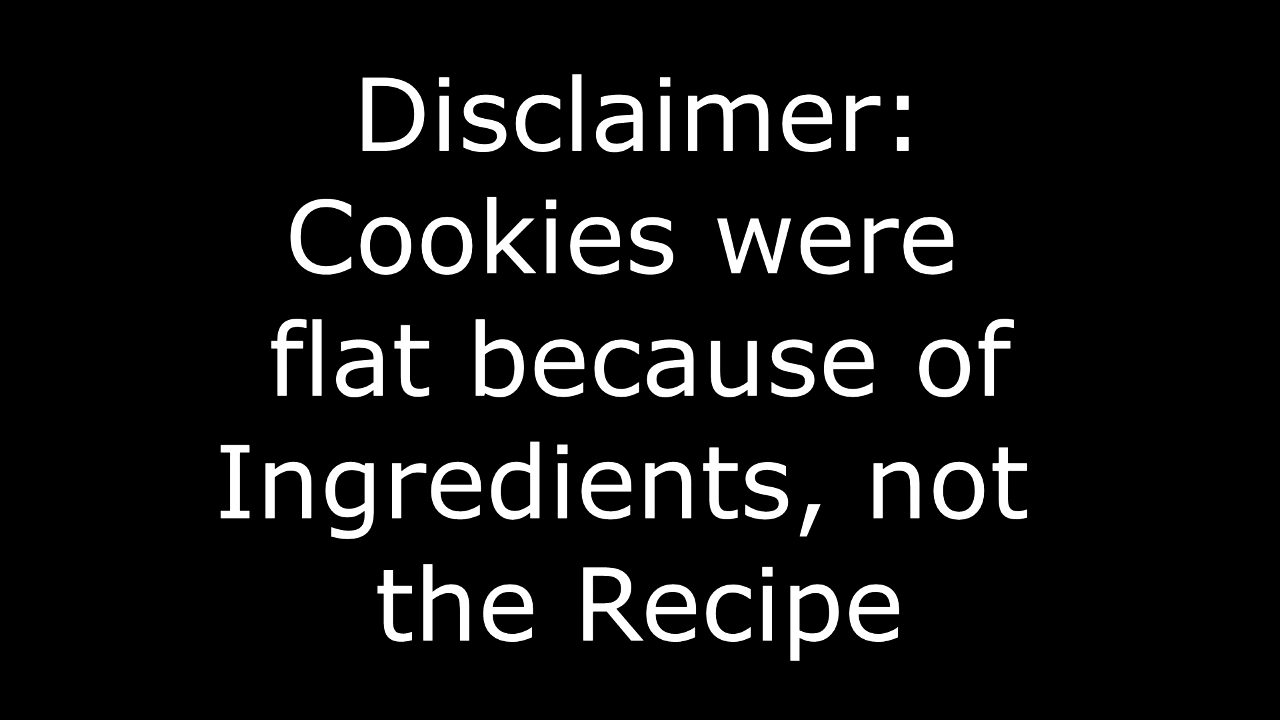 Disclaimer:
Cookies were
flat because of
Ingredients, not
the Recipe